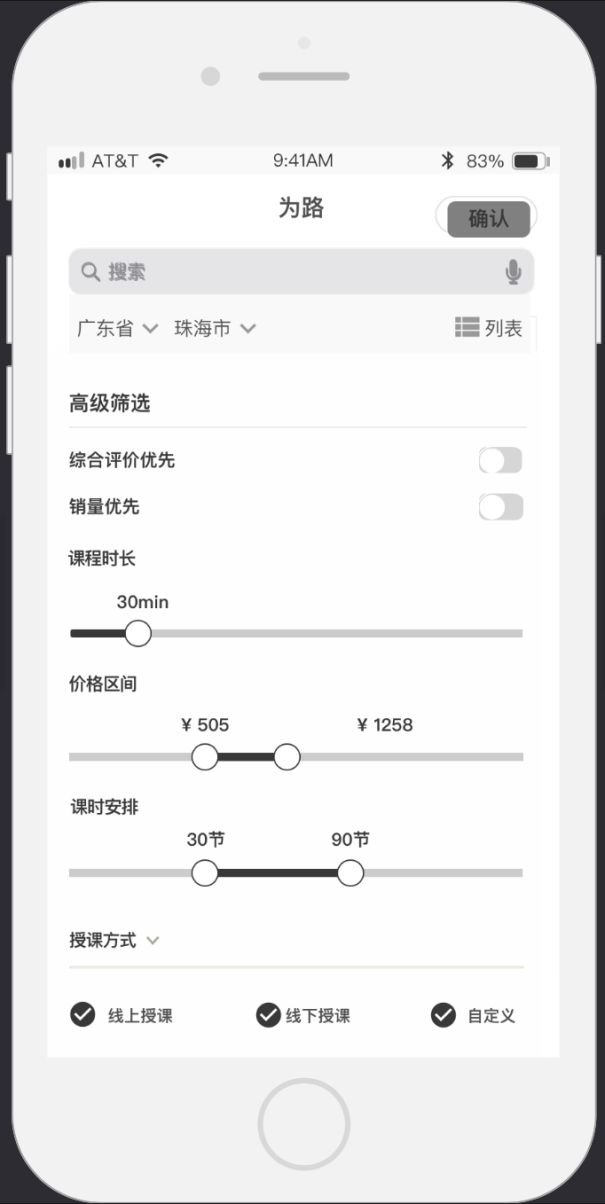 AT&T 9:41AM 83%
为路 确认
搜索
广东省 珠海市 列表
高级筛选
综合评价优先
销量优先
课程时长
30min
价格区间
¥ 505 ¥ 1258
课时安排
30节 90节
授课方式
线上授课 线下授课 自定义